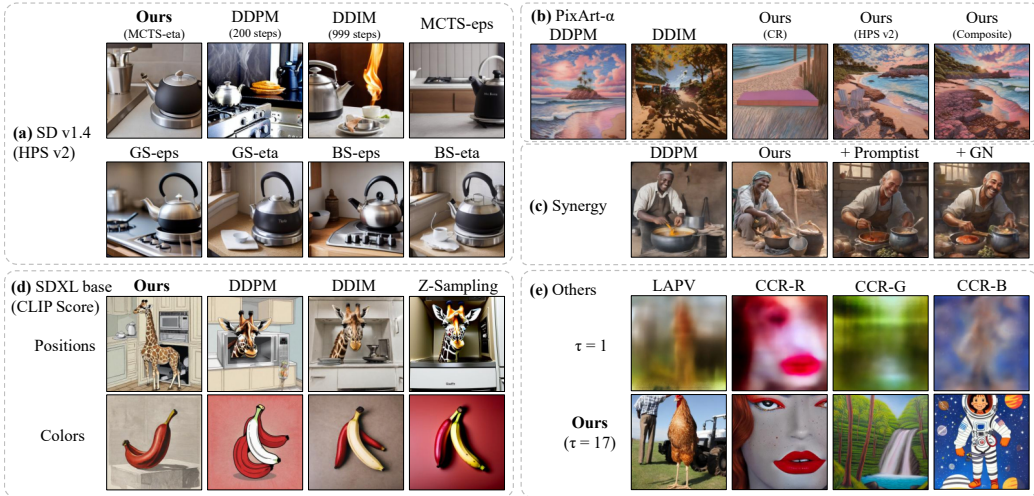 Ours DDPM DDIM MCTS-eps
(MCTS-eta) (200 steps) (999 steps)
(a) SD v1.4
(HPS v2)
GS-eps GS-eta BS-eps BS-eta
(b) PixArt-α
DDPM DDIM Ours Ours Ours
(CR) (HPS v2) (Composite)
DDPM Ours + Promptist + GN
(c) Synergy
(d) SDXL base Ours DDPM DDIM Z-Sampling
(CLIP Score)
Positions
Colors
(e) Others LAPV CCR-R CCR-G CCR-B
τ = 1
Ours
(τ = 17)